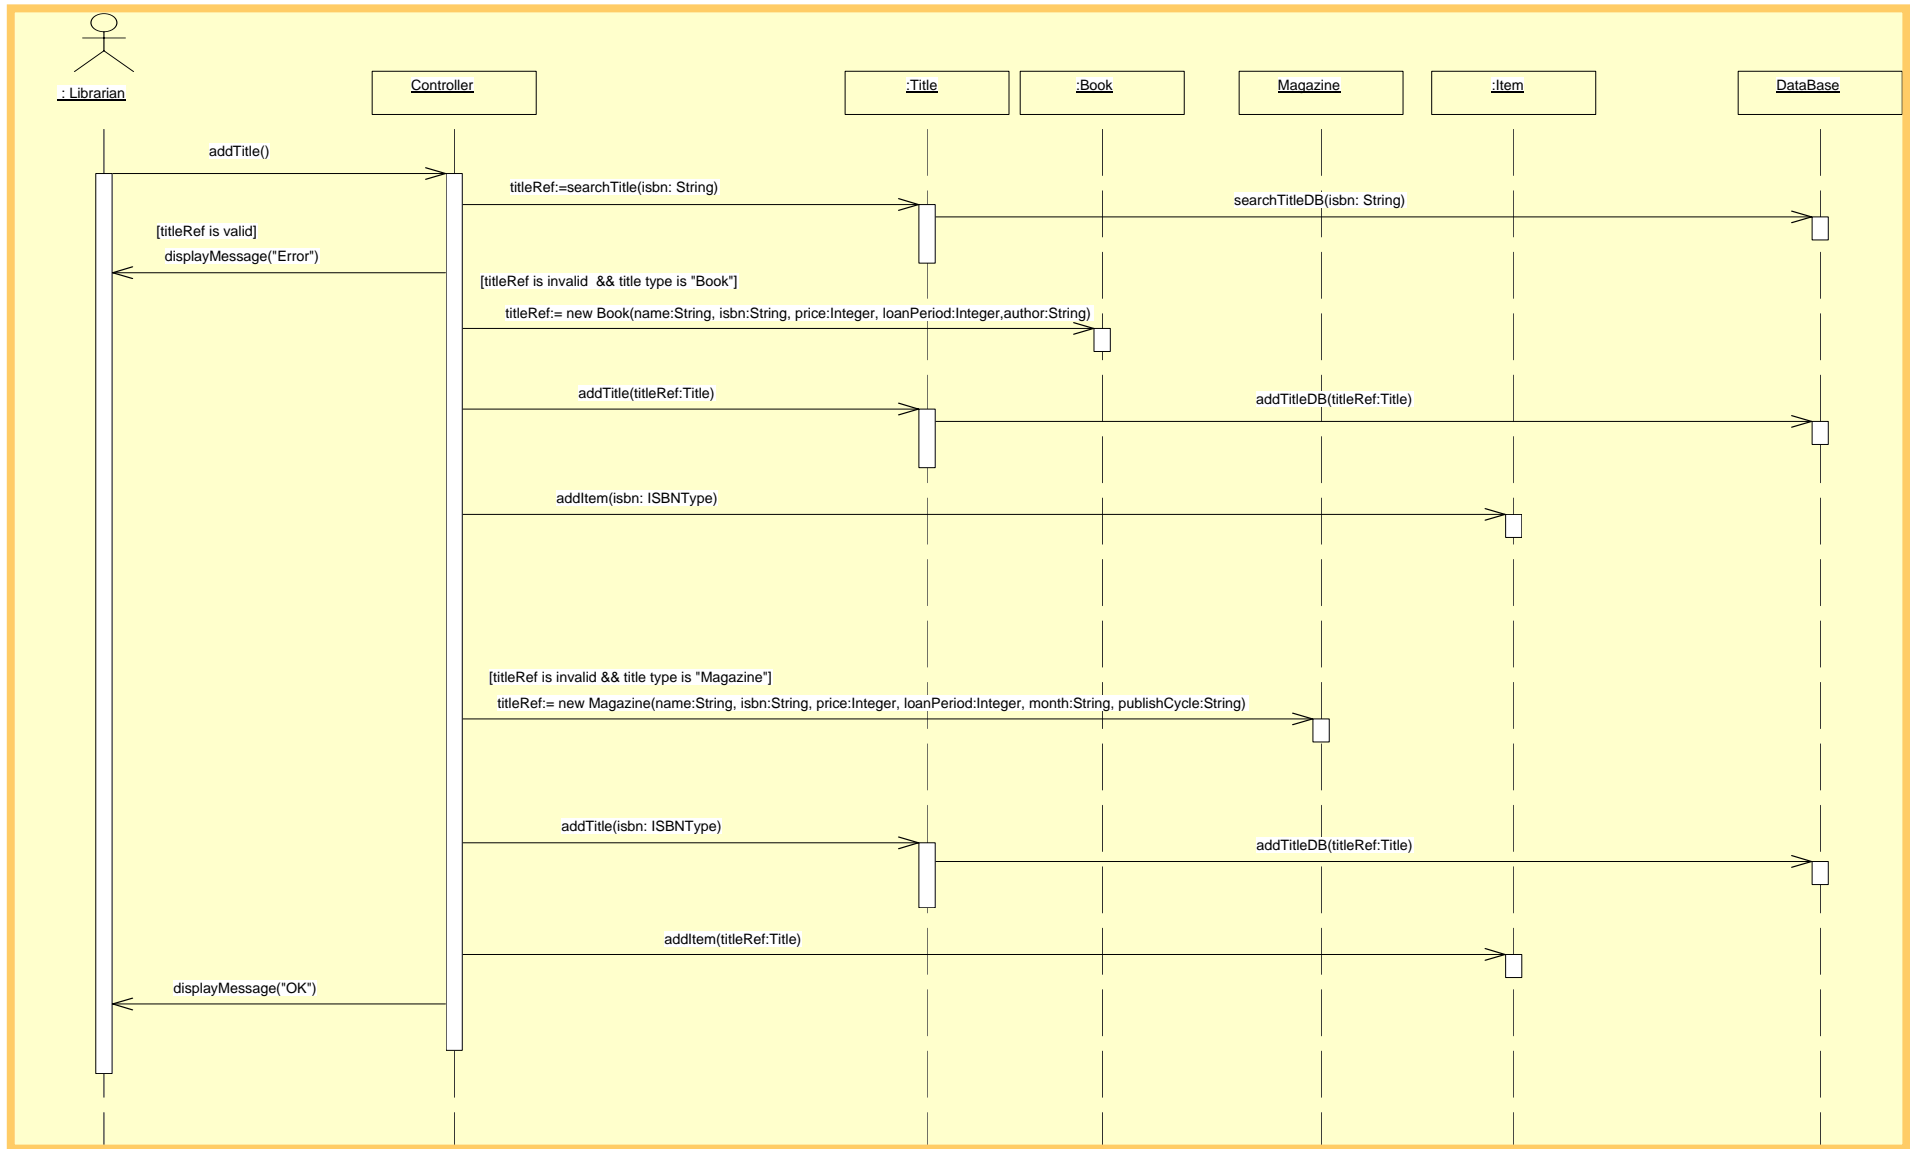 : Librarian
Controller
:Title
:Book
Magazine
:Item
DataBase
addTitle()
titleRef:=searchTitle(isbn: String)
searchTitleDB(isbn: String)
[titleRef is valid]
displayMessage("Error")
[titleRef is invalid  && title type is "Book"]
titleRef:= new Book(name:String, isbn:String, price:Integer, loanPeriod:Integer,author:String)
addTitle(titleRef:Title)
addTitleDB(titleRef:Title)
addItem(isbn: ISBNType)
[titleRef is invalid && title type is "Magazine"]
titleRef:= new Magazine(name:String, isbn:String, price:Integer, loanPeriod:Integer, month:String, publishCycle:String)
addTitle(isbn: ISBNType)
addTitleDB(titleRef:Title)
addItem(titleRef:Title)
displayMessage("OK")